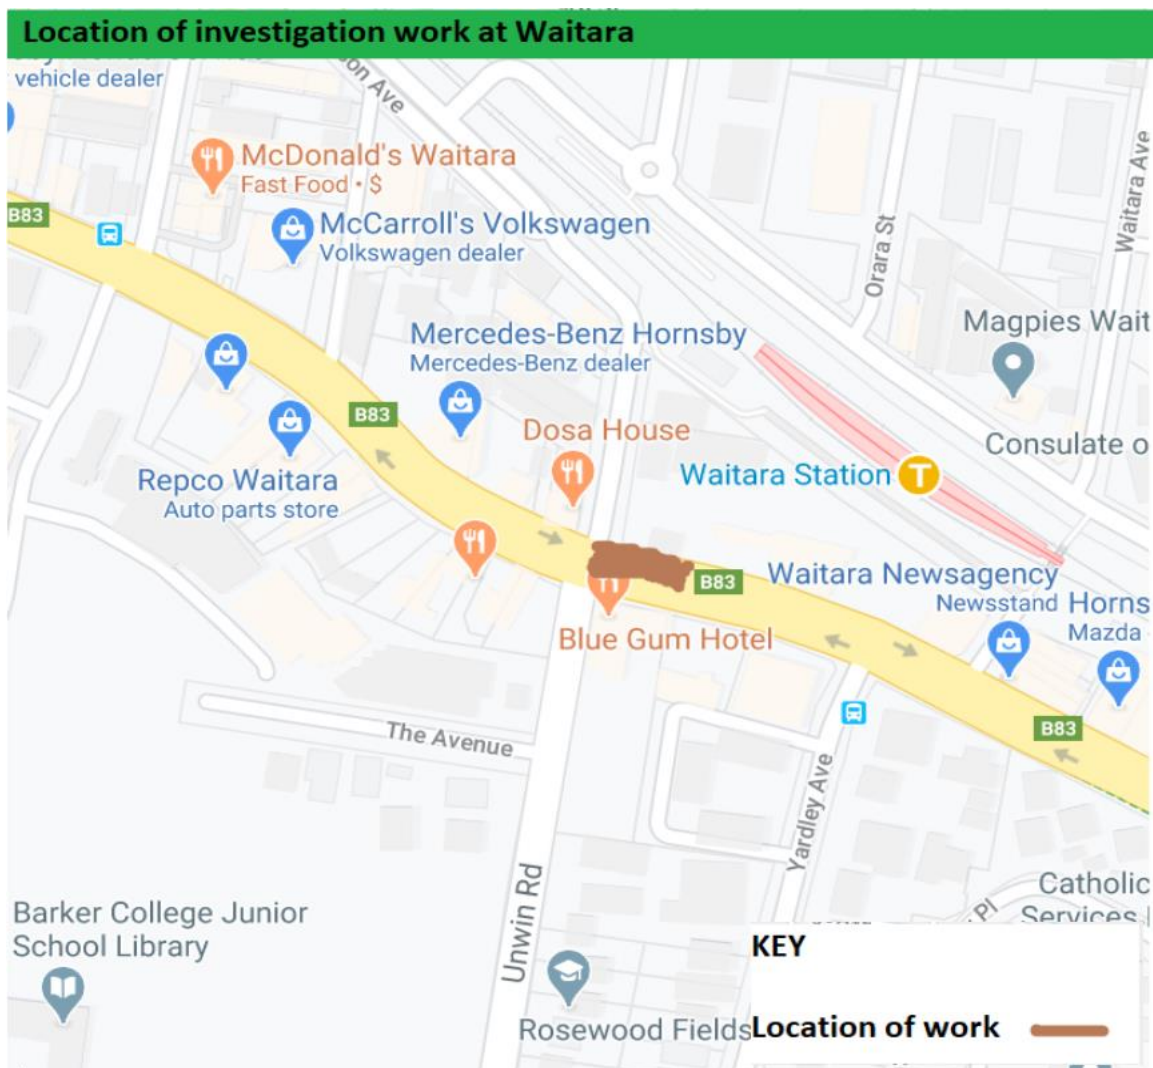 Location of investigation work at Waitara
vehicle dealer
son Ave
McDonald's Waitara
Fast Food • $
B83
McCarroll's Volkswagen
Volkswagen dealer
Orara St
Waitara Ave
Magpies Wait
Mercedes-Benz Hornsby
Mercedes-Benz dealer
B83
Dosa House
Consulate o
Repco Waitara
Auto parts store
Waitara Station
T
B83
Waitara Newsagency
Newsstand
Horns
Mazda
Blue Gum Hotel
B83
The Avenue
Yardley Ave
Unwin Rd
Barker College Junior
School Library
Catholic
Services
Pl
KEY
Rosewood Fields
Location of work